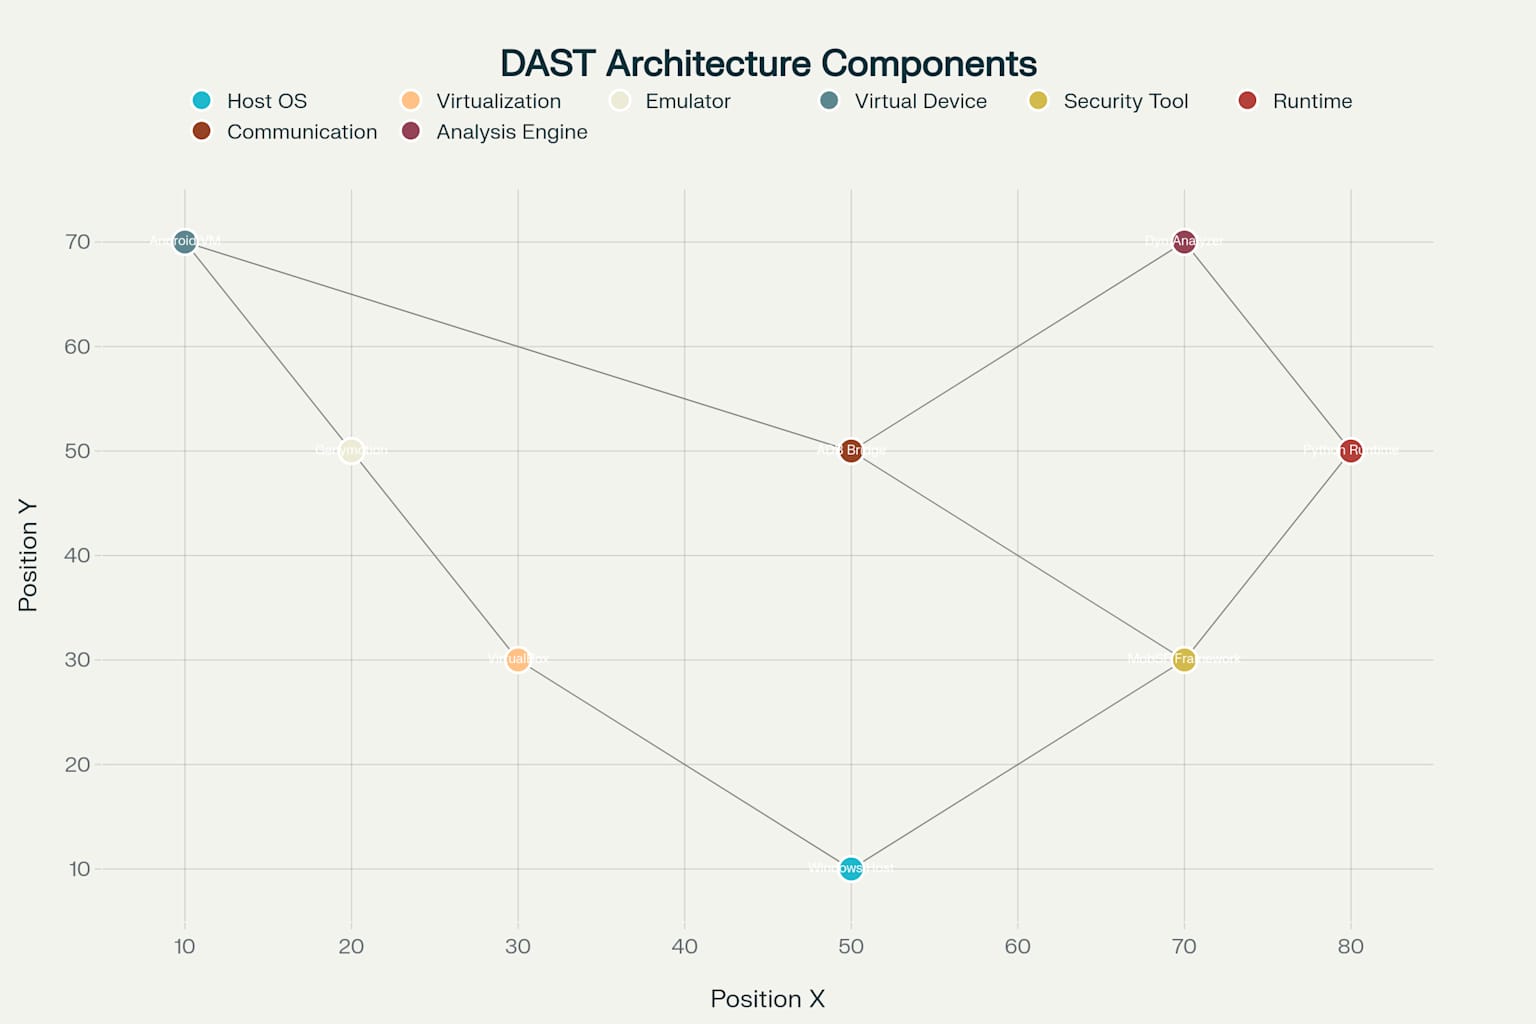 DAST Architecture Components
Host OS Virtualization Emulator Virtual Device Security Tool Runtime
Communication Analysis Engine
70
Android VM
Dyn Analyzer
60
50
Genymotion
ADB Bridge
Python Runtime
40
30
VirtualBox
MobSF Framework
20
10
Windows Host
10 20 30 40 50 60 70 80
Position X
Position Y